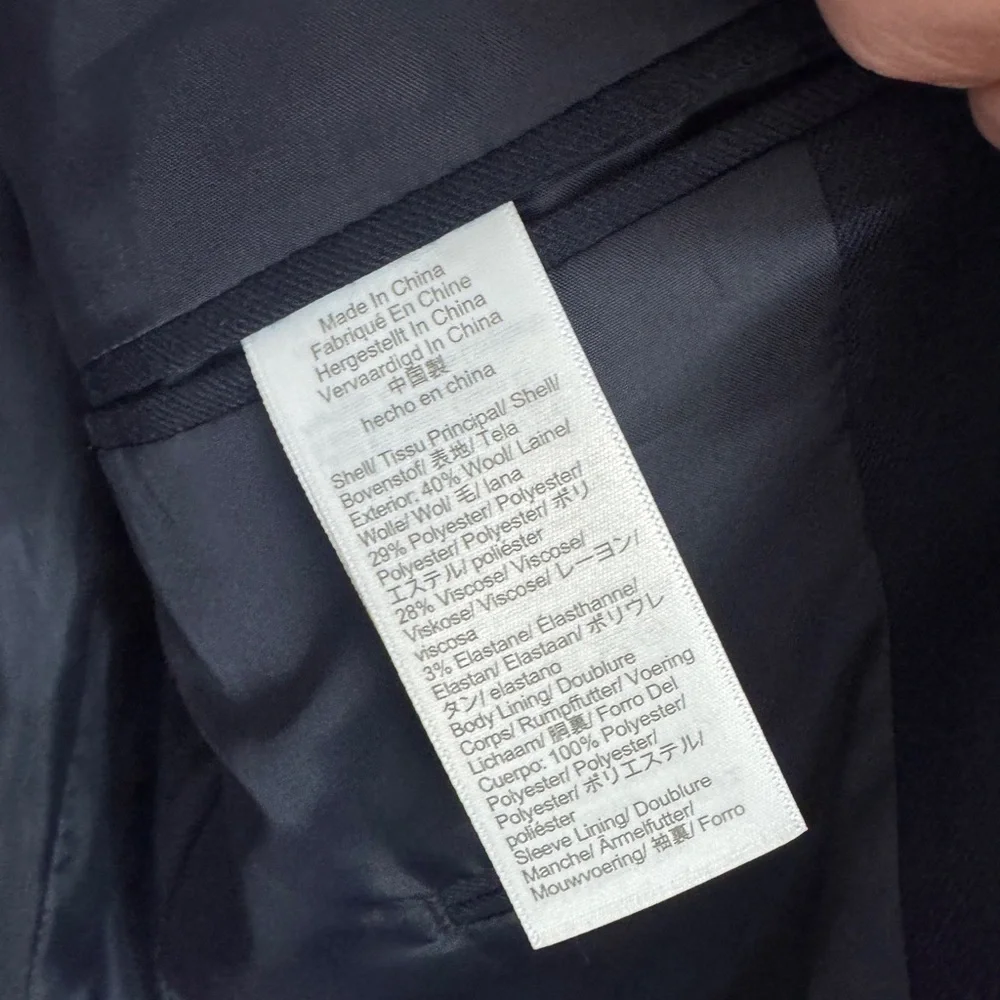 Made In China
Fabriqué En Chine
Hergestellt In China
Vervaardigd In China
中国製
hecho en china
Shell/ Tissu Principal/ Shell/
Bovenstof/ 表地/ Tela
Exterior: 40% Wool/ Laine/
Wolle/ Wol/ 毛/ lana
29% Polyester/ Polyester/
Polyester/ Polyester/ ポリ
エステル/ poliéster
28% Viscose/ Viscose/
Viskose/ Viscose/ レーヨン/
viscosa
3% Elastane/ Élasthanne/
Elastan/ Elastaan/ ポリウレ
タン/ elastano
Body Lining/ Doublure
Corps/ Rumpffutter/ Voering
Lichaam/ 胴裏/ Forro Del
Cuerpo: 100% Polyester/
Polyester/ Polyester/
Polyester/ ポリエステル/
poliéster
Sleeve Lining/ Doublure
Manche/ Ärmelfutter/
Mouwvoering/ 袖裏/ Forro